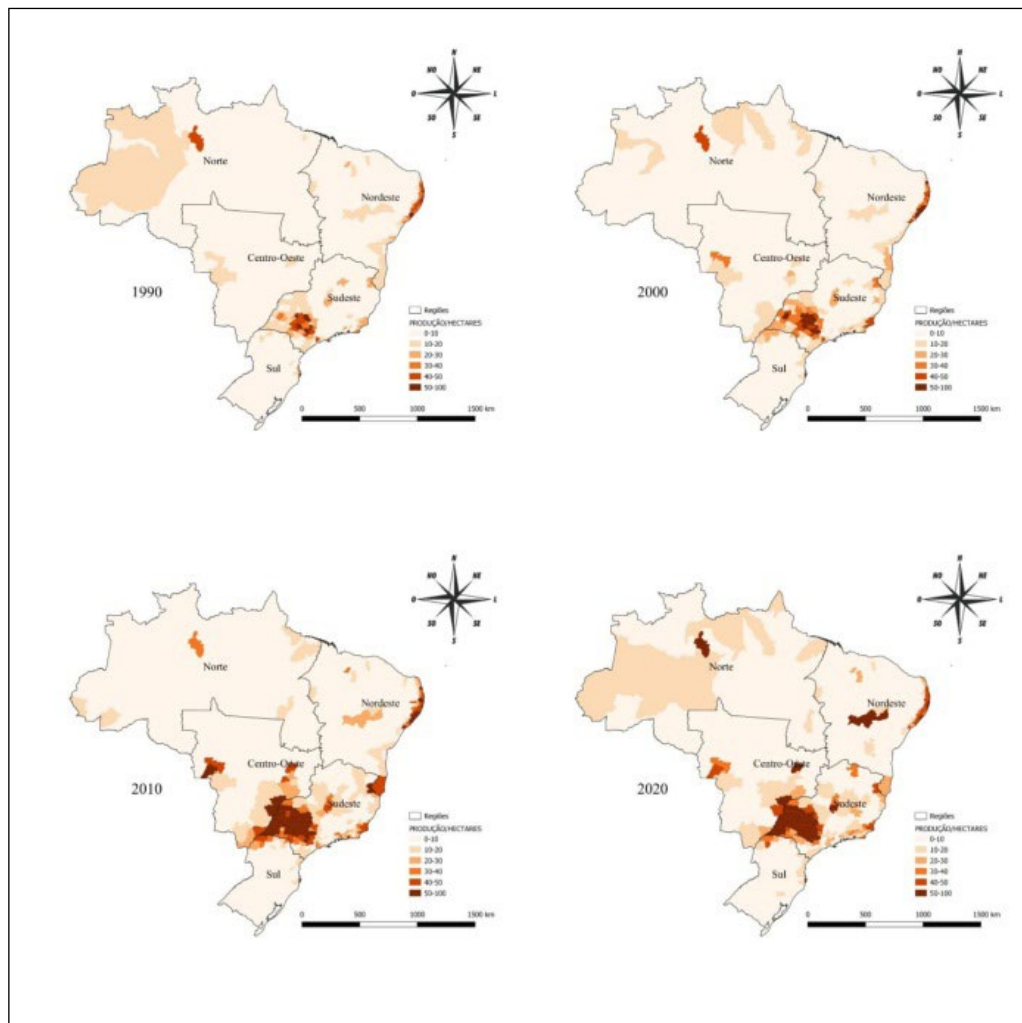 N
NO NE
O L
SO SE
S
Norte
Nordeste
Centro-Oeste
1990
Sudeste
Regiões
PRODUÇÃO/HECTARES
0-10
10-20
20-30
30-40
40-50
50-100
Sul
0 500 1000 1500 km
N
NO NE
O L
SO SE
S
Norte
Nordeste
Centro-Oeste
2000
Sudeste
Regiões
PRODUÇÃO/HECTARES
0-10
10-20
20-30
30-40
40-50
50-100
Sul
0 500 1000 1500 km
N
NO NE
O L
SO SE
S
Norte
Nordeste
Centro-Oeste
2010
Sudeste
Regiões
PRODUÇÃO/HECTARES
0-10
10-20
20-30
30-40
40-50
50-100
Sul
0 500 1000 1500 km
N
NO NE
O L
SO SE
S
Norte
Nordeste
Centro-Oeste
2020
Sudeste
Regiões
PRODUÇÃO/HECTARES
0-10
10-20
20-30
30-40
40-50
50-100
Sul
0 500 1000 1500 km